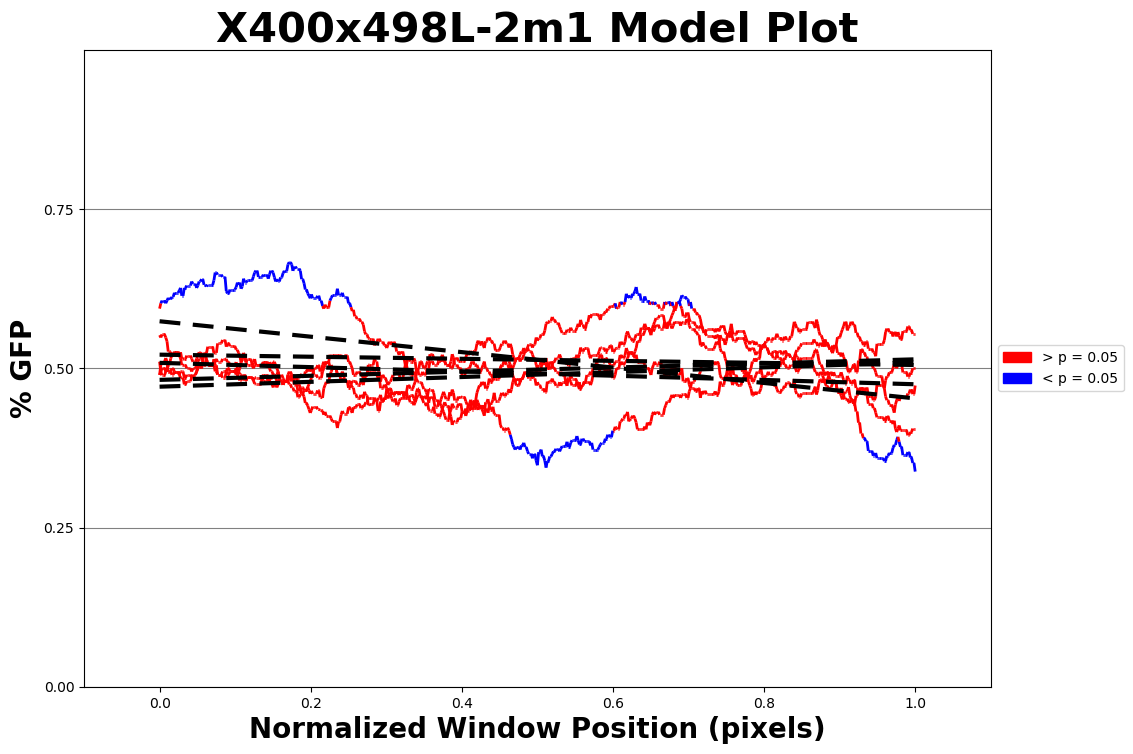 X400x498L-2m1 Model Plot
% GFP
0.75
0.50
0.25
0.00
0.0 0.2 0.4 0.6 0.8 1.0
Normalized Window Position (pixels)
> p = 0.05
< p = 0.05